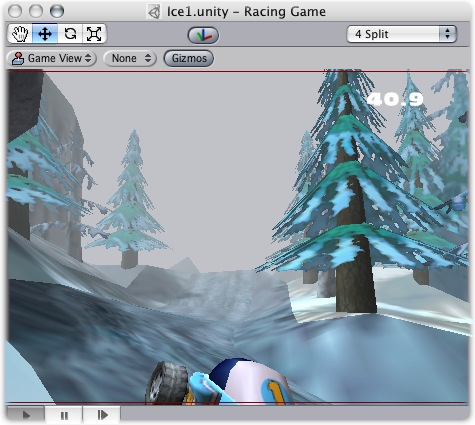 Ice1.unity – Racing Game
4 Split
Game View
None
Gizmos
40.9
1